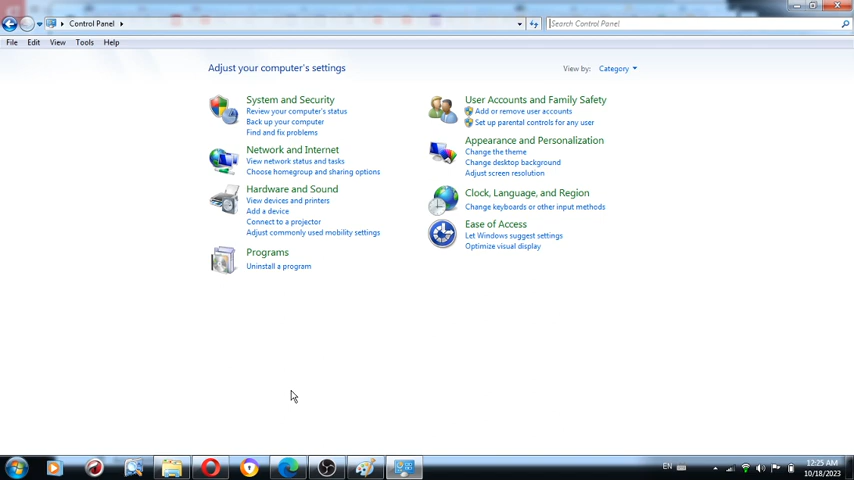 Control Panel
Search Control Panel
File Edit View Tools Help
Adjust your computer's settings
View by: Category
System and Security
Review your computer's status
Back up your computer
Find and fix problems
Network and Internet
View network status and tasks
Choose homegroup and sharing options
Hardware and Sound
View devices and printers
Add a device
Connect to a projector
Adjust commonly used mobility settings
Programs
Uninstall a program
User Accounts and Family Safety
Add or remove user accounts
Set up parental controls for any user
Appearance and Personalization
Change the theme
Change desktop background
Adjust screen resolution
Clock, Language, and Region
Change keyboards or other input methods
Ease of Access
Let Windows suggest settings
Optimize visual display
EN
12:25 AM
10/18/2023